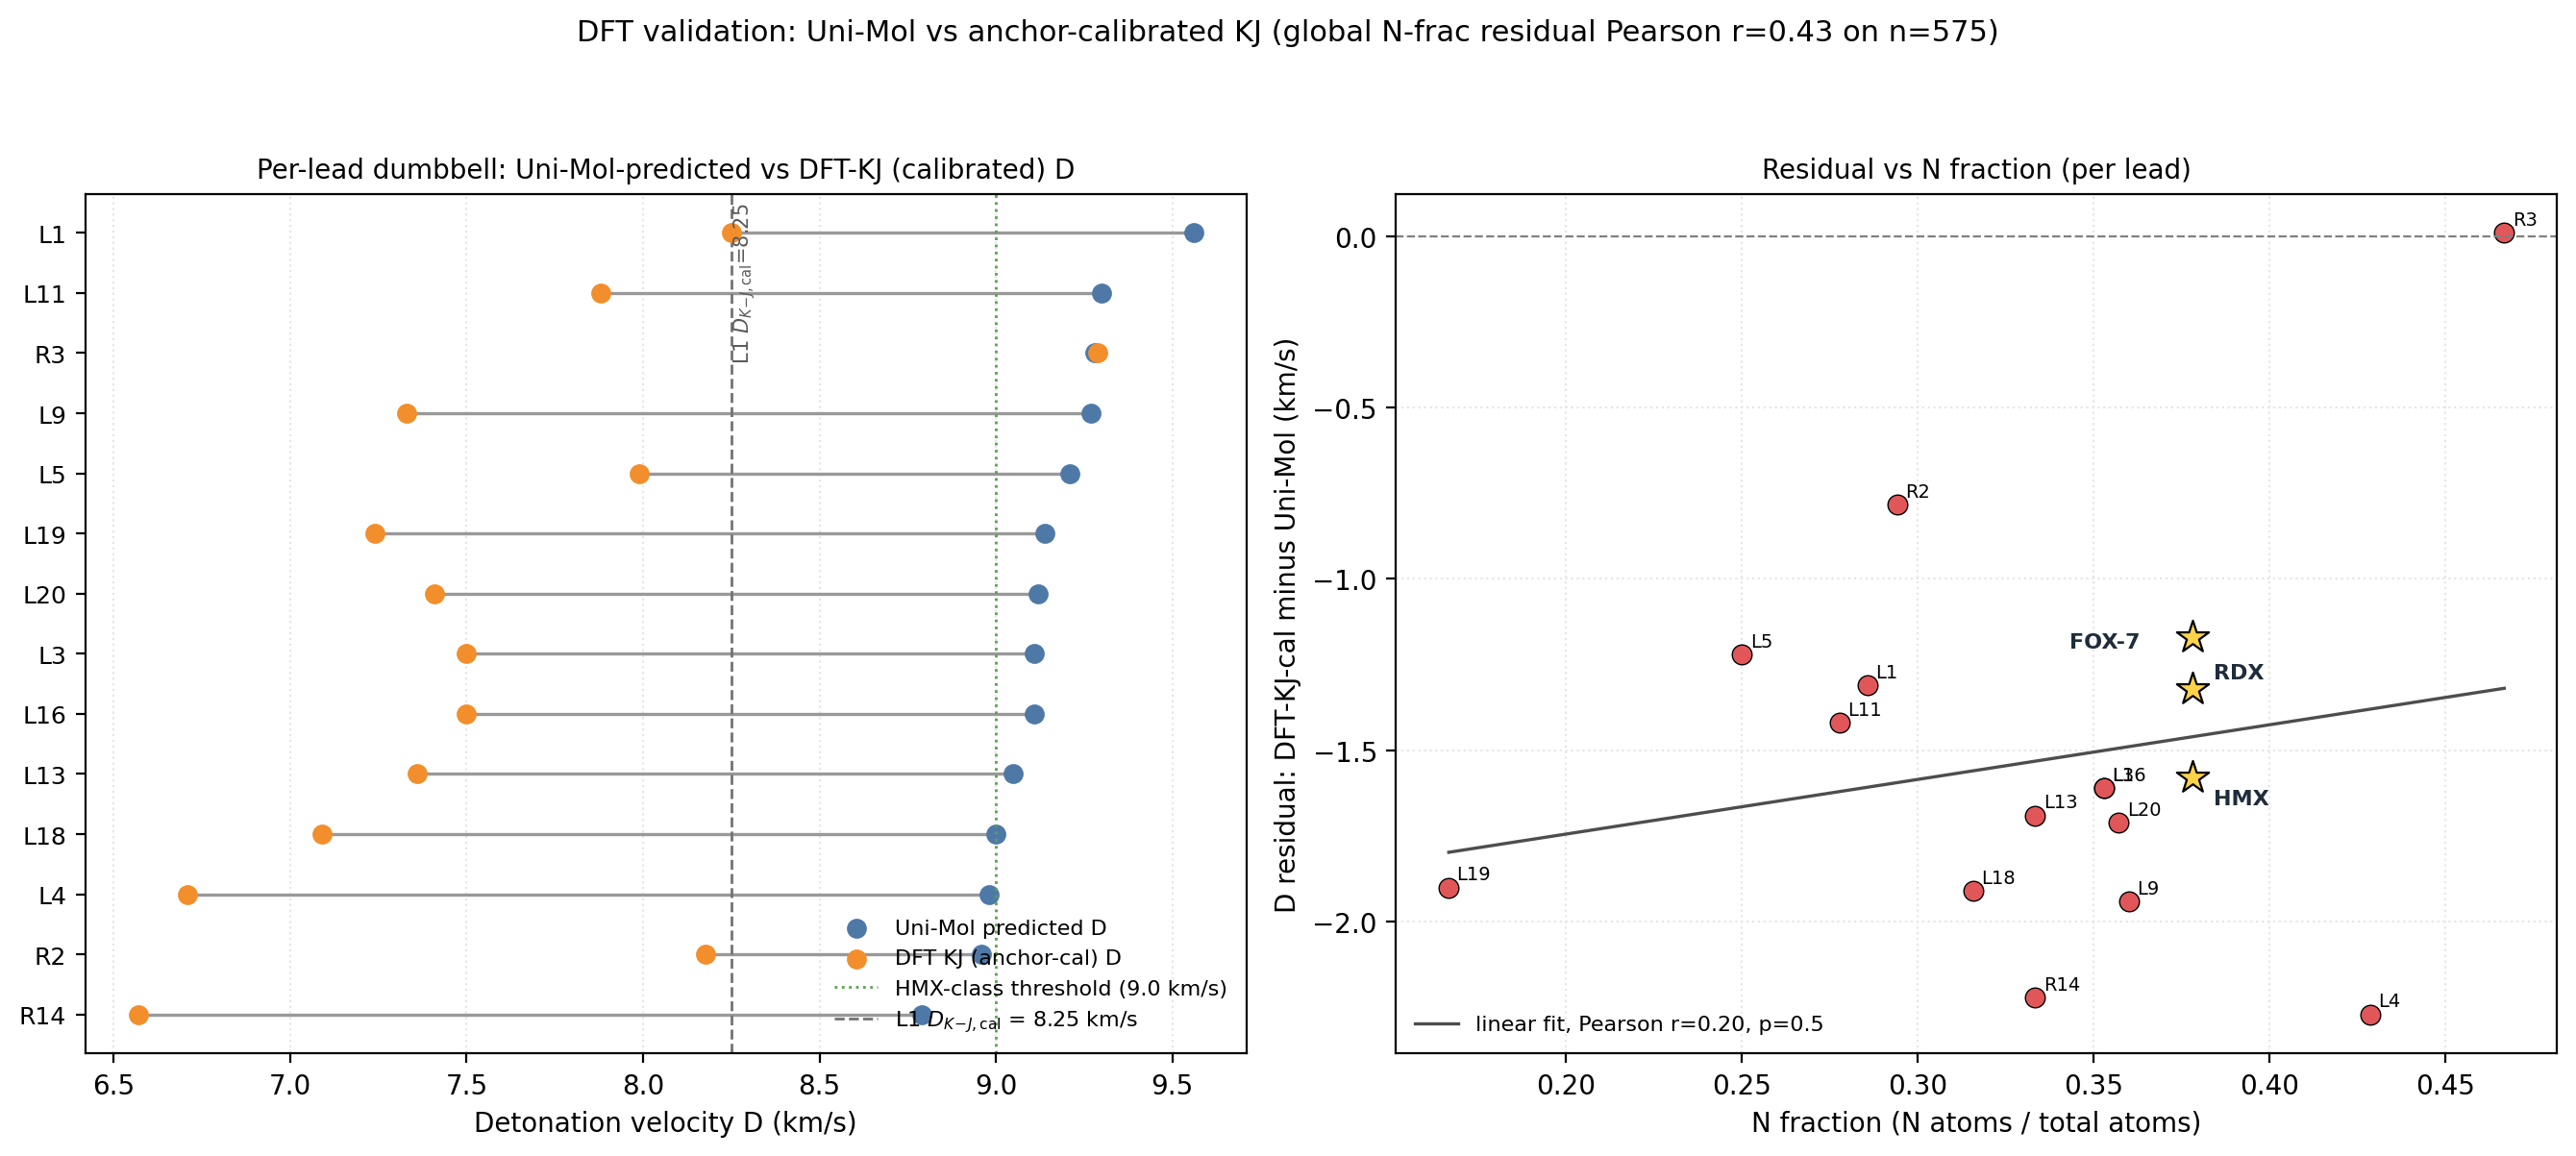 DFT validation: Uni-Mol vs anchor-calibrated KJ (global N-frac residual Pearson r=0.43 on n=575)
Per-lead dumbbell: Uni-Mol-predicted vs DFT-KJ (calibrated) D
L1
L11
R3
L9
L5
L19
L20
L3
L16
L13
L18
L4
R2
R14
L1 D_K−J,cal=8.25
Uni-Mol predicted D
DFT KJ (anchor-cal) D
HMX-class threshold (9.0 km/s)
L1 D_K−J,cal = 8.25 km/s
6.5 7.0 7.5 8.0 8.5 9.0 9.5
Detonation velocity D (km/s)
Residual vs N fraction (per lead)
D residual: DFT-KJ-cal minus Uni-Mol (km/s)
0.0
−0.5
−1.0
−1.5
−2.0
R3
R2
L5
FOX-7
L1
RDX
L11
HMX
L13
L20
L19
L18
L9
R14
L4
linear fit, Pearson r=0.20, p=0.5
0.20 0.25 0.30 0.35 0.40 0.45
N fraction (N atoms / total atoms)